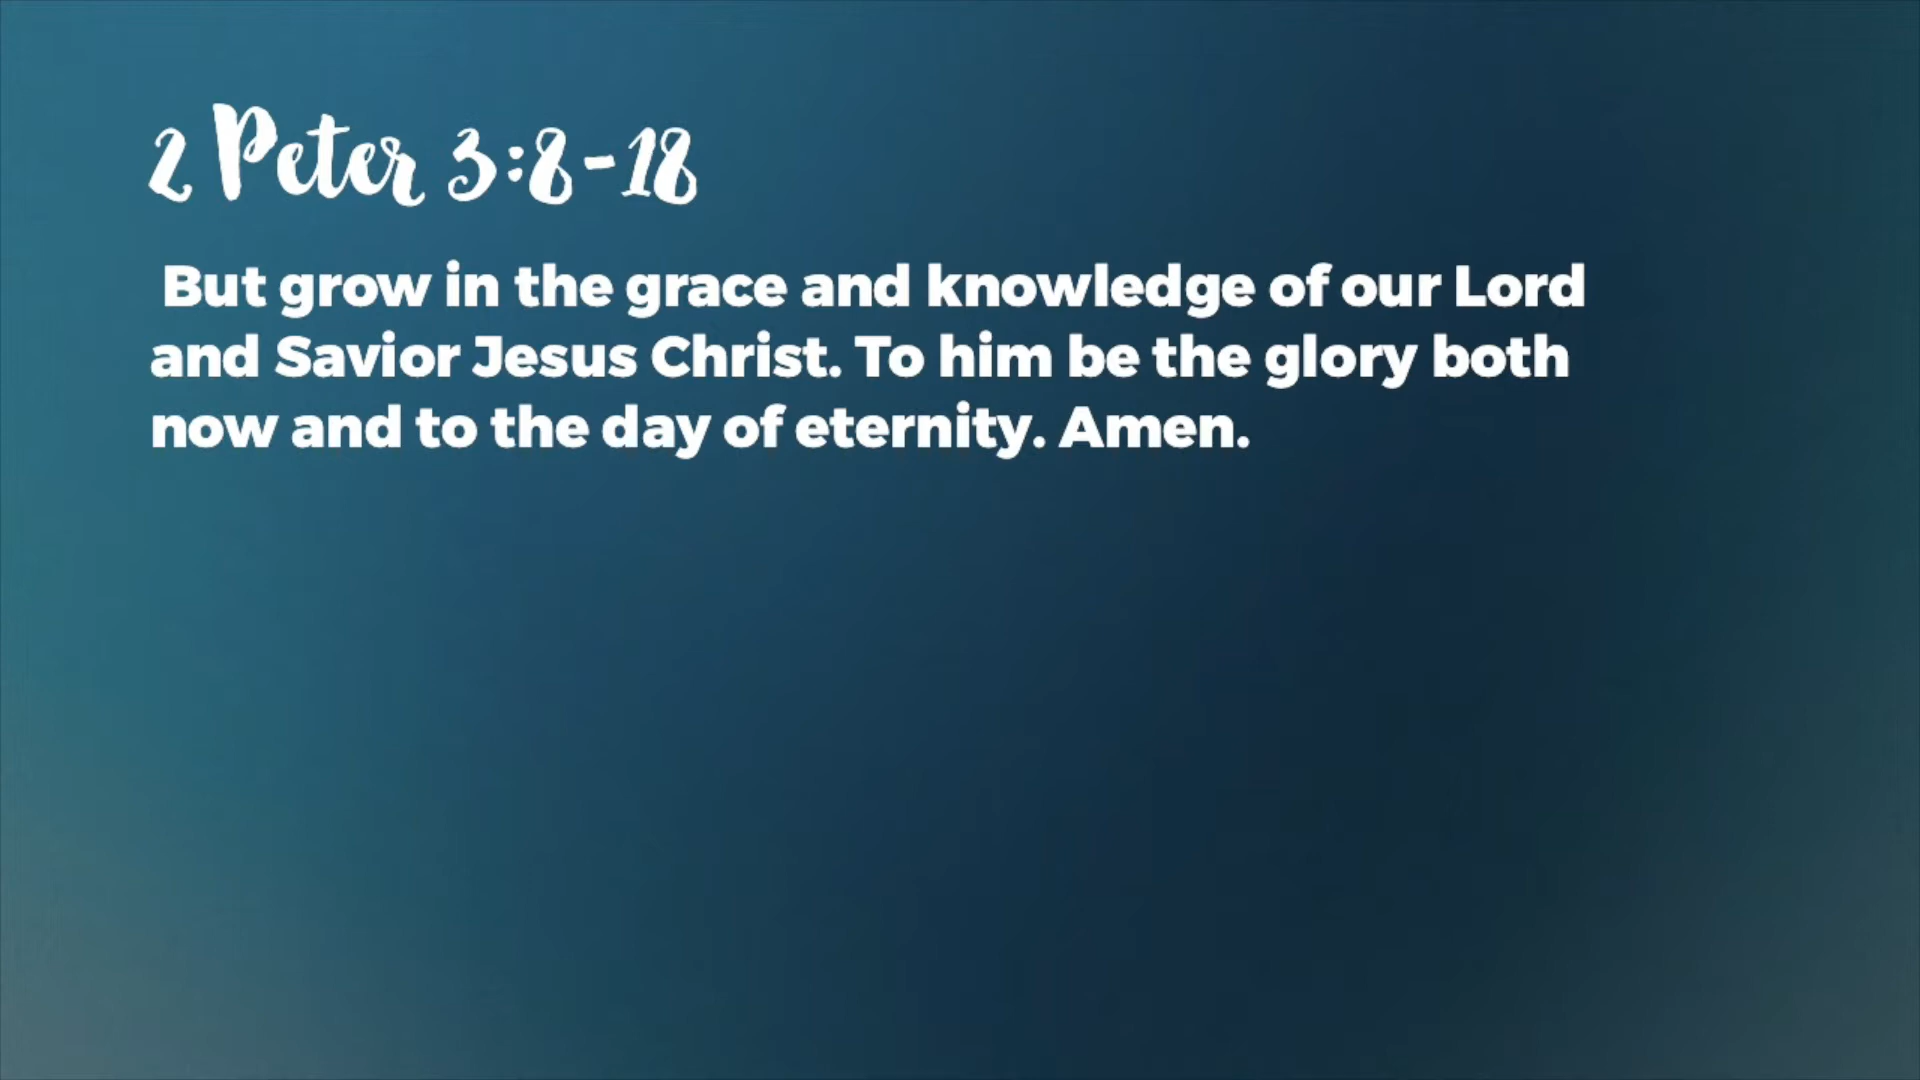 2 Peter 3:8-18
But grow in the grace and knowledge of our Lord
and Savior Jesus Christ. To him be the glory both
now and to the day of eternity. Amen.